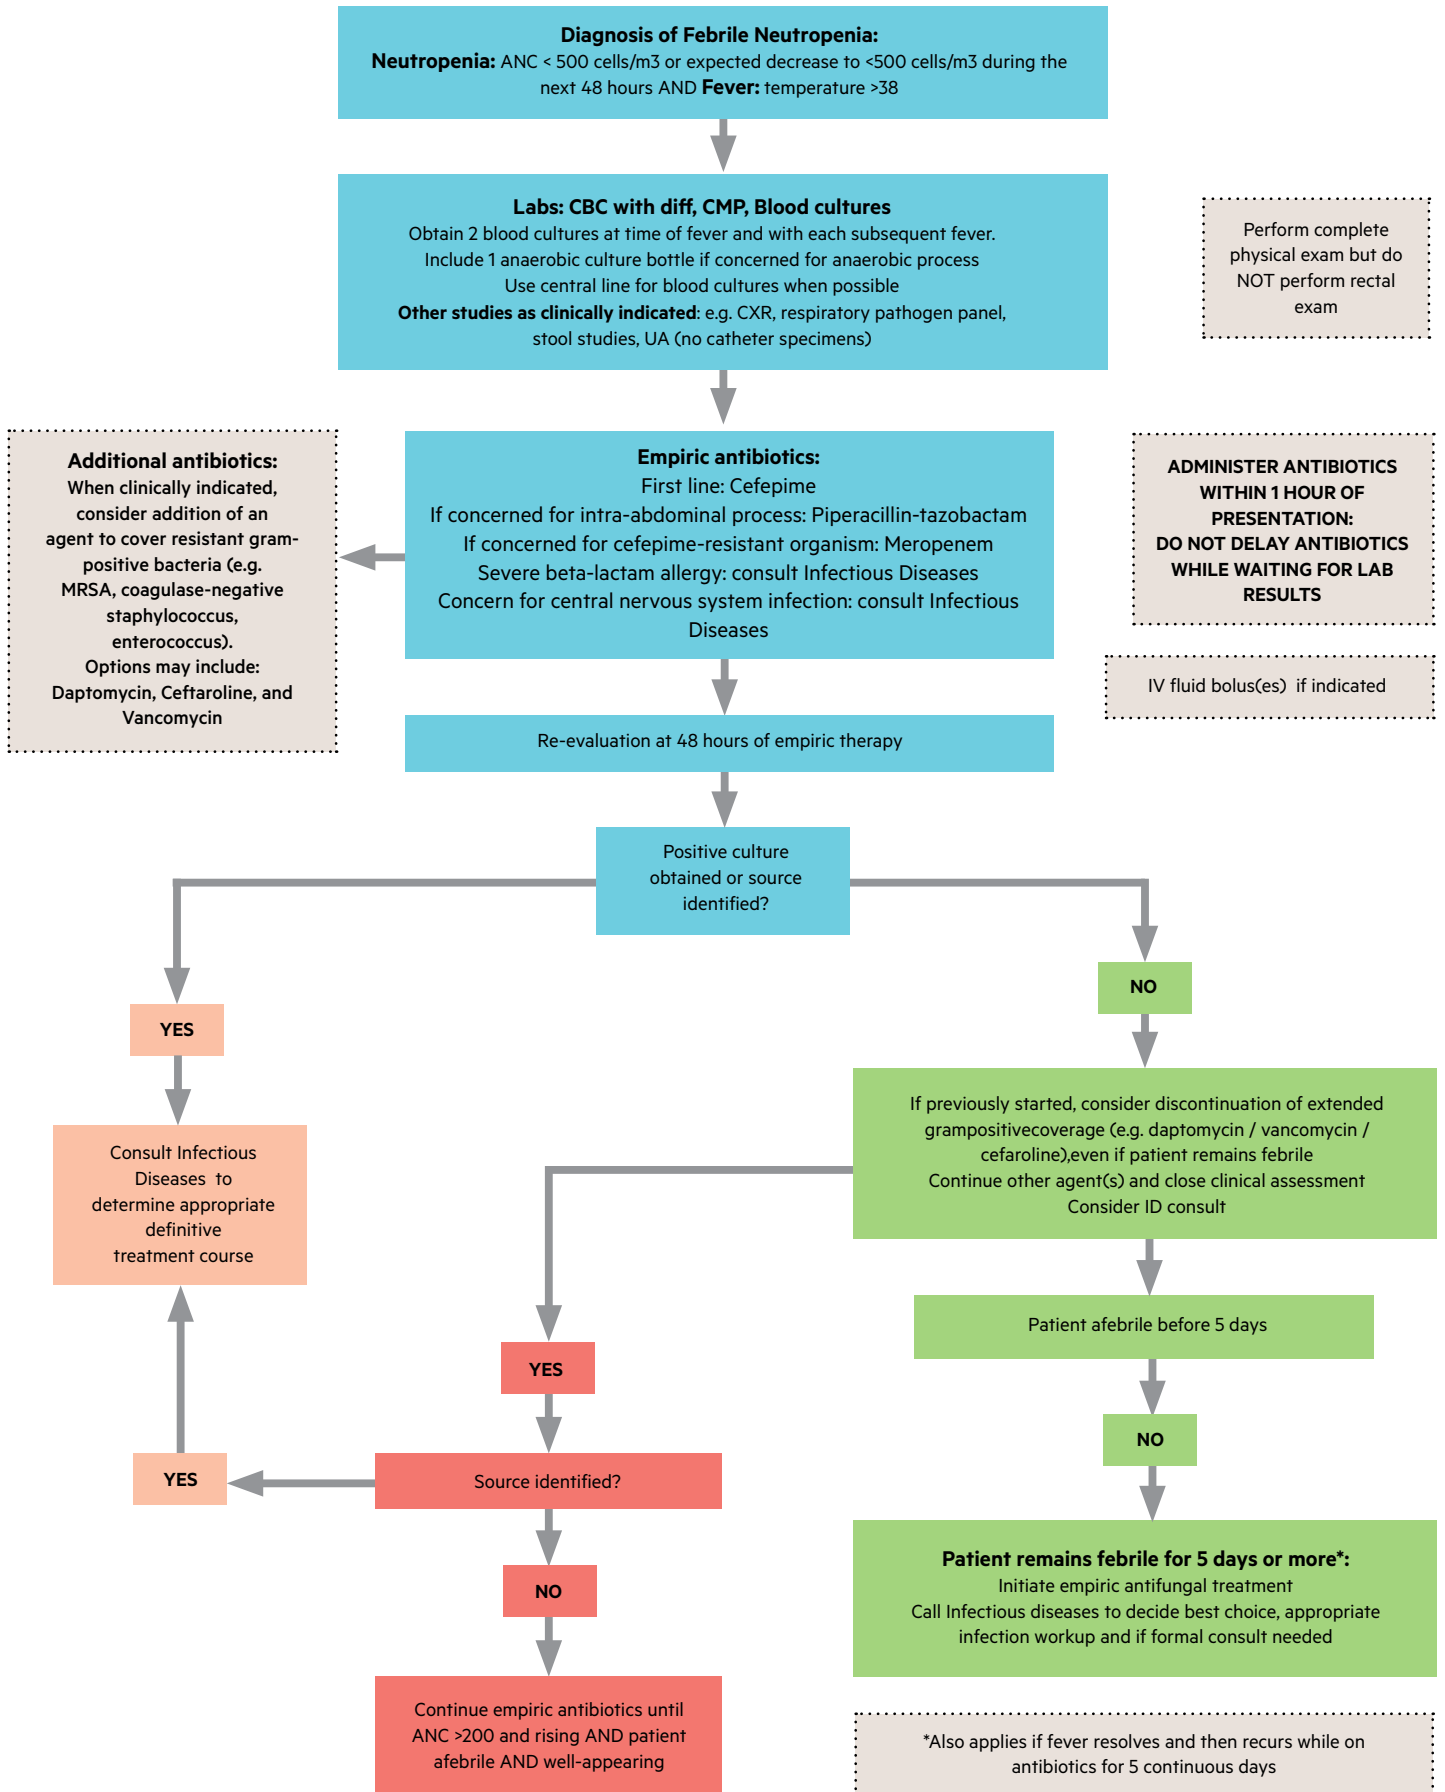 Diagnosis of Febrile Neutropenia:
Neutropenia: ANC < 500 cells/m3 or expected decrease to <500 cells/m3 during the
next 48 hours AND Fever: temperature >38
Labs: CBC with diff, CMP, Blood cultures
Obtain 2 blood cultures at time of fever and with each subsequent fever.
Include 1 anaerobic culture bottle if concerned for anaerobic process
Use central line for blood cultures when possible
Other studies as clinically indicated: e.g. CXR, respiratory pathogen panel,
stool studies, UA (no catheter specimens)
Perform complete
physical exam but do
NOT perform rectal
exam
Additional antibiotics:
When clinically indicated,
consider addition of an
agent to cover resistant gram-
positive bacteria (e.g.
MRSA, coagulase-negative
staphylococcus,
enterococcus).
Options may include:
Daptomycin, Ceftaroline, and
Vancomycin
Empiric antibiotics:
First line: Cefepime
If concerned for intra-abdominal process: Piperacillin-tazobactam
If concerned for cefepime-resistant organism: Meropenem
Severe beta-lactam allergy: consult Infectious Diseases
Concern for central nervous system infection: consult Infectious
Diseases
ADMINISTER ANTIBIOTICS
WITHIN 1 HOUR OF
PRESENTATION:
DO NOT DELAY ANTIBIOTICS
WHILE WAITING FOR LAB
RESULTS
IV fluid bolus(es) if indicated
Re-evaluation at 48 hours of empiric therapy
Positive culture
obtained or source
identified?
NO
YES
If previously started, consider discontinuation of extended
grampositivecoverage (e.g. daptomycin / vancomycin /
cefaroline),even if patient remains febrile
Continue other agent(s) and close clinical assessment
Consider ID consult
Consult Infectious
Diseases to
determine appropriate
definitive
treatment course
Patient afebrile before 5 days
YES
NO
YES
Source identified?
NO
Patient remains febrile for 5 days or more*:
Initiate empiric antifungal treatment
Call Infectious diseases to decide best choice, appropriate
infection workup and if formal consult needed
Continue empiric antibiotics until
ANC >200 and rising AND patient
afebrile AND well-appearing
*Also applies if fever resolves and then recurs while on
antibiotics for 5 continuous days